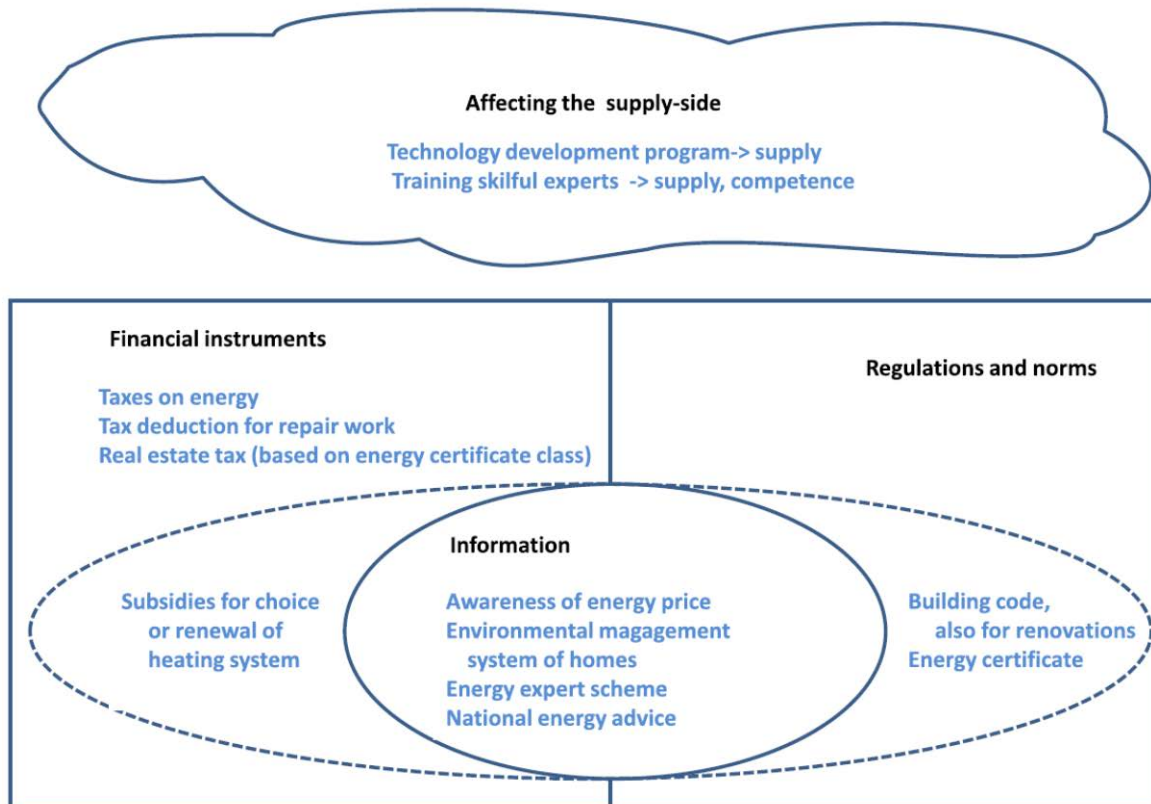 Affecting the supply-side
Technology development program-> supply
Training skilful experts -> supply, competence
Financial instruments
Taxes on energy
Tax deduction for repair work
Real estate tax (based on energy certificate class)
Regulations and norms
Subsidies for choice
or renewal of
heating system
Information
Awareness of energy price
Environmental magagement
system of homes
Energy expert scheme
National energy advice
Building code,
also for renovations
Energy certificate